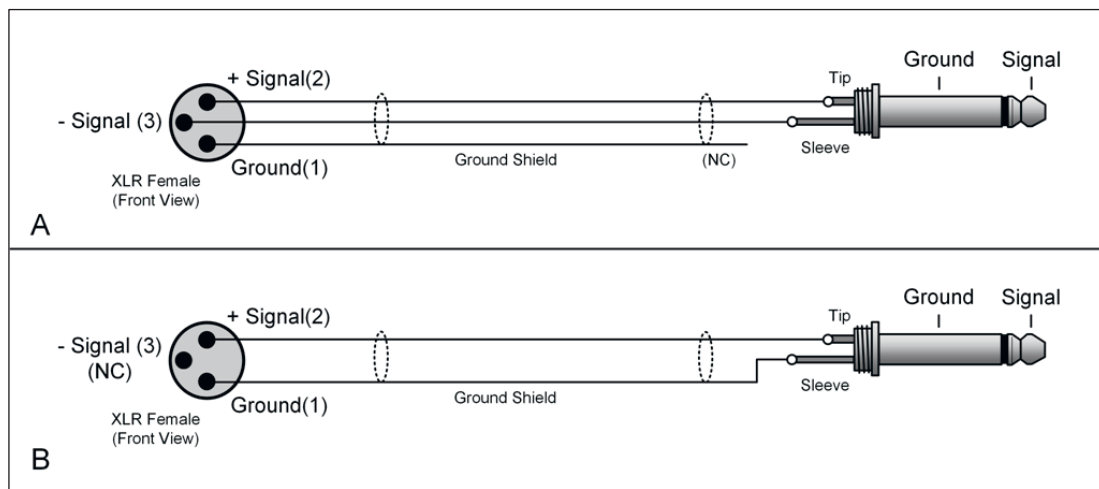 Ground Signal
+ Signal(2)
Tip
- Signal (3)
Sleeve
Ground Shield
(NC)
Ground(1)
XLR Female
(Front View)
A
Ground Signal
+ Signal(2)
Tip
- Signal (3)
(NC)
Sleeve
Ground Shield
Ground(1)
XLR Female
(Front View)
B